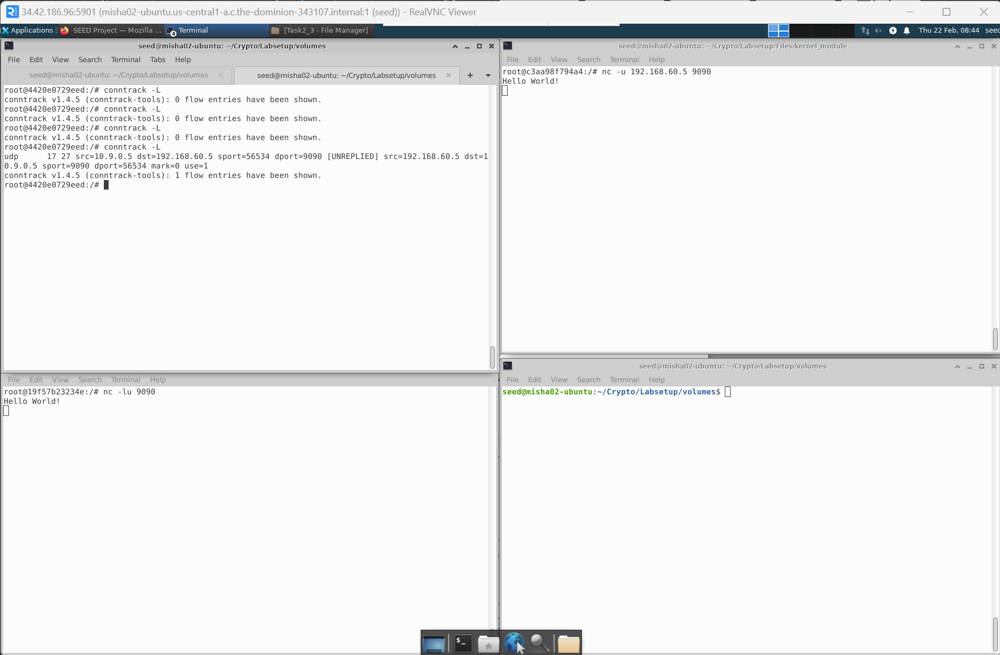 34.42.186.96:5901 (misha02-ubuntu.us-central1-a.c.the-dominion-343107.internal:1 (seed)) - RealVNC Viewer
Applications SEED Project — Mozilla ... 4 Terminal [Task2_3 - File Manager] Thu 22 Feb, 08:44 seed
seed@misha02-ubuntu: ~/Crypto/Labsetup/volumes
File Edit View Search Terminal Tabs Help
seed@misha02-ubuntu: ~/Crypto/Labsetup/volumes × seed@misha02-ubuntu: ~/Crypto/Labsetup/volumes ×
root@4420e0729eed:/# conntrack -L
conntrack v1.4.5 (conntrack-tools): 0 flow entries have been shown.
root@4420e0729eed:/# conntrack -L
conntrack v1.4.5 (conntrack-tools): 0 flow entries have been shown.
root@4420e0729eed:/# conntrack -L
conntrack v1.4.5 (conntrack-tools): 0 flow entries have been shown.
root@4420e0729eed:/# conntrack -L
udp      17 27 src=10.9.0.5 dst=192.168.60.5 sport=56534 dport=9090 [UNREPLIED] src=192.168.60.5 dst=1
0.9.0.5 sport=9090 dport=56534 mark=0 use=1
conntrack v1.4.5 (conntrack-tools): 1 flow entries have been shown.
root@4420e0729eed:/#
seed@misha02-ubuntu: ~/Crypto/Labsetup/Files/kernel_module
File Edit View Search Terminal Help
root@c3aa98f794a4:/# nc -u 192.168.60.5 9090
Hello World!
File Edit View Search Terminal Help
root@19f57b23234e:/# nc -lu 9090
Hello World!
seed@misha02-ubuntu: ~/Crypto/Labsetup/volumes
File Edit View Search Terminal Help
seed@misha02-ubuntu:~/Crypto/Labsetup/volumes$